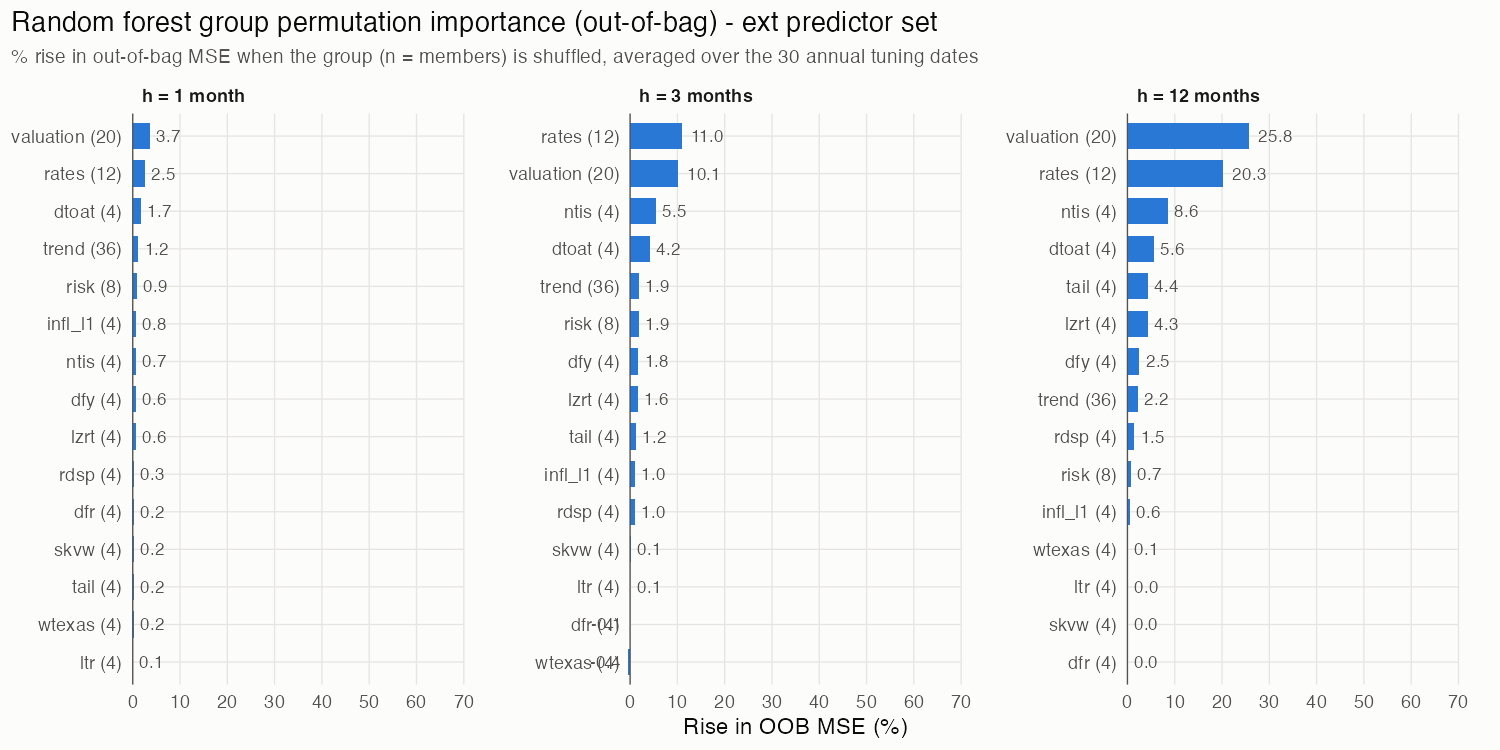 Random forest group permutation importance (out-of-bag) - ext predictor set
% rise in out-of-bag MSE when the group (n = members) is shuffled, averaged over the 30 annual tuning dates
h = 1 month
valuation (20) 3.7
rates (12) 2.5
dtoat (4) 1.7
trend (36) 1.2
risk (8) 0.9
infl_l1 (4) 0.8
ntis (4) 0.7
dfy (4) 0.6
lzrt (4) 0.6
rdsp (4) 0.3
dfr (4) 0.2
skvw (4) 0.2
tail (4) 0.2
wtexas (4) 0.2
ltr (4) 0.1
0 10 20 30 40 50 60 70
h = 3 months
rates (12) 11.0
valuation (20) 10.1
ntis (4) 5.5
dtoat (4) 4.2
trend (36) 1.9
risk (8) 1.9
dfy (4) 1.8
lzrt (4) 1.6
tail (4) 1.2
infl_l1 (4) 1.0
rdsp (4) 1.0
skvw (4) 0.1
ltr (4) 0.1
dfr (4) -0.1
wtexas (4) -0.4
0 10 20 30 40 50 60 70
h = 12 months
valuation (20) 25.8
rates (12) 20.3
ntis (4) 8.6
dtoat (4) 5.6
tail (4) 4.4
lzrt (4) 4.3
dfy (4) 2.5
trend (36) 2.2
rdsp (4) 1.5
risk (8) 0.7
infl_l1 (4) 0.6
wtexas (4) 0.1
ltr (4) 0.0
skvw (4) 0.0
dfr (4) 0.0
0 10 20 30 40 50 60 70
Rise in OOB MSE (%)